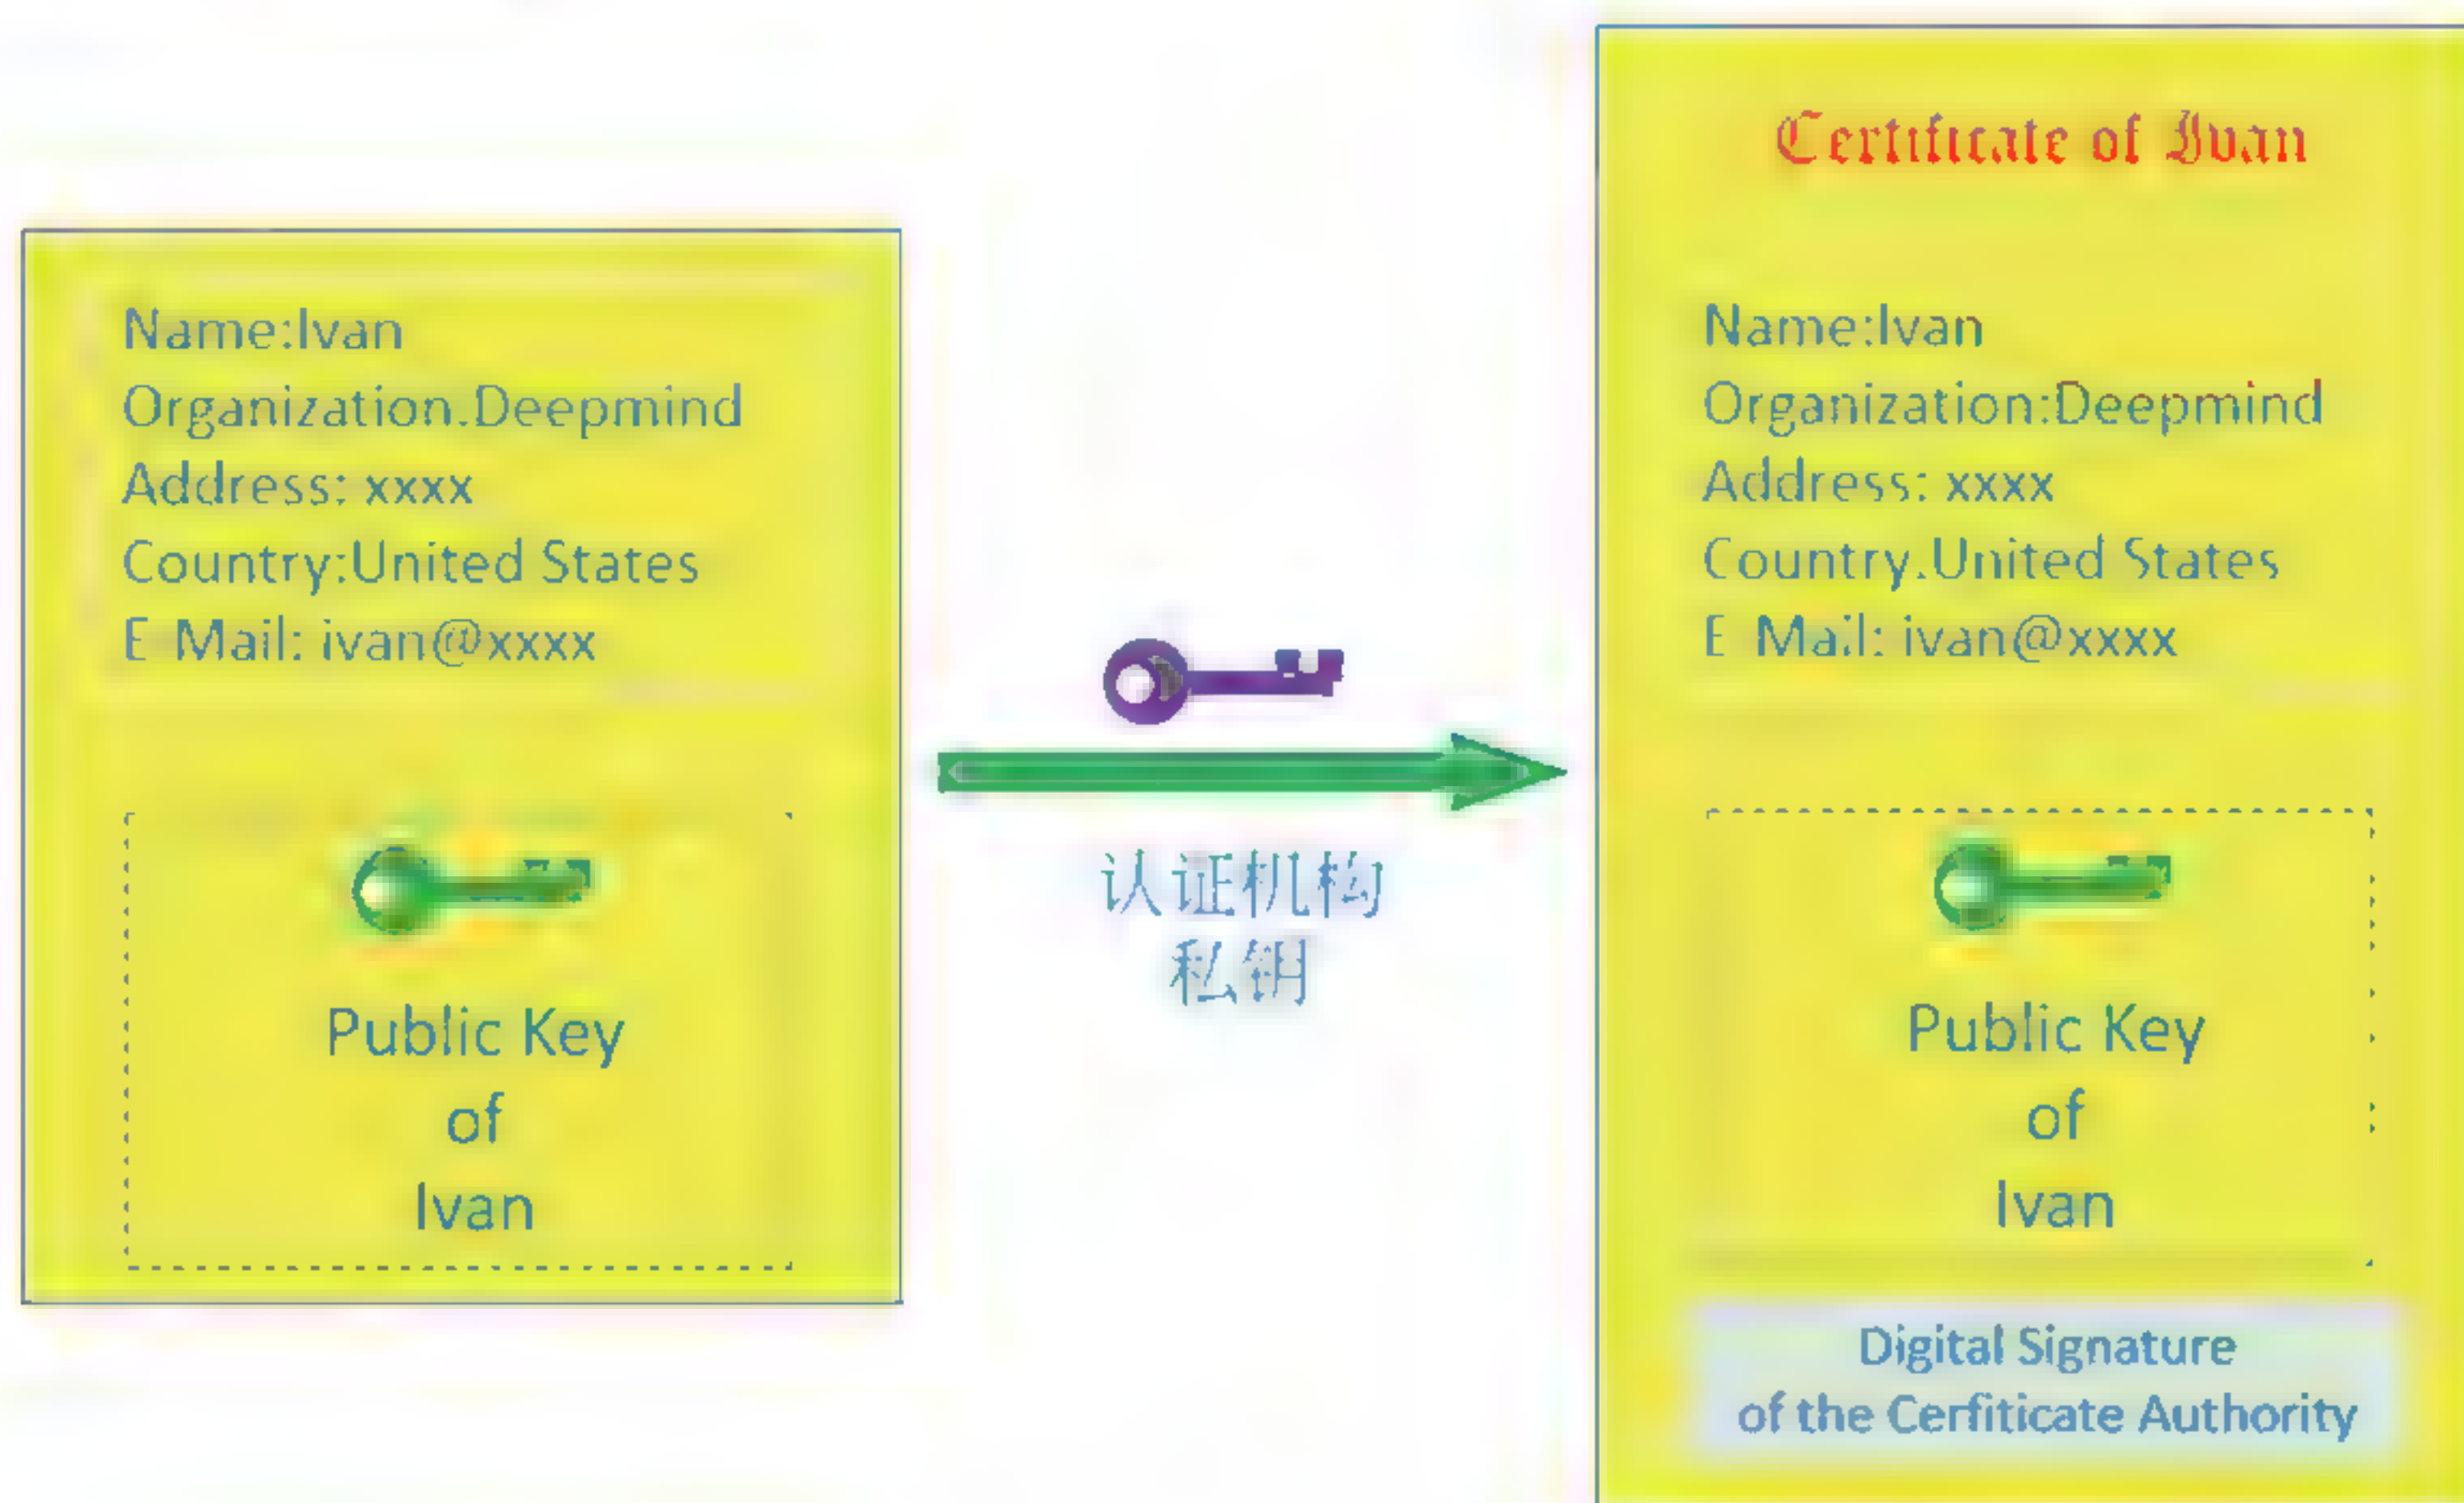 Name:Ivan
Organization.Deepmind
Address: xxxx
Country:United States
E Mail: ivan@xxxx
Public Key
of
Ivan
认证机构
私钥
Certificate of Ivan
Name:Ivan
Organization:Deepmind
Address: xxxx
Country.United States
E Mail: ivan@xxxx
Public Key
of
Ivan
Digital Signature
of the Cerfiticate Authority